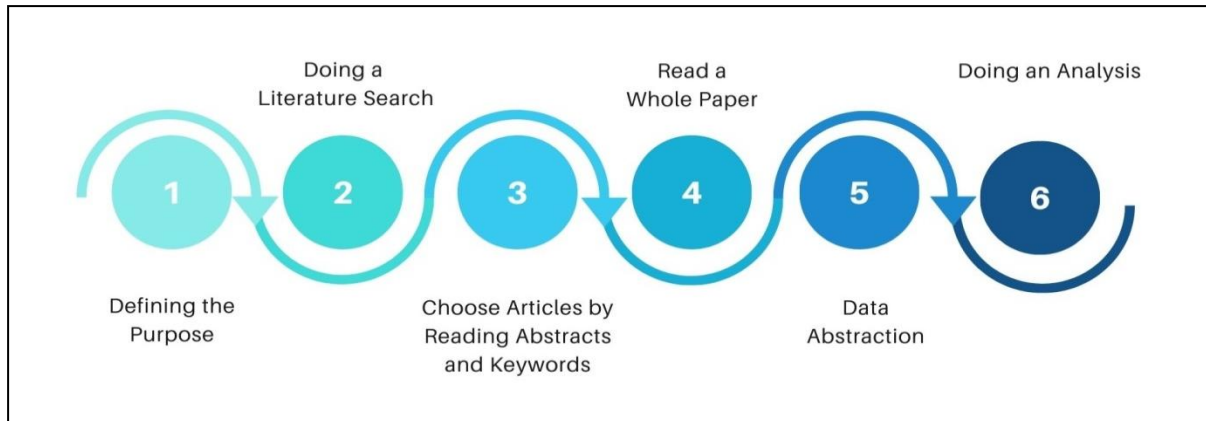 1
Defining the
Purpose
2
Doing a
Literature Search
3
Choose Articles by
Reading Abstracts
and Keywords
4
Read a
Whole Paper
5
Data
Abstraction
6
Doing an Analysis